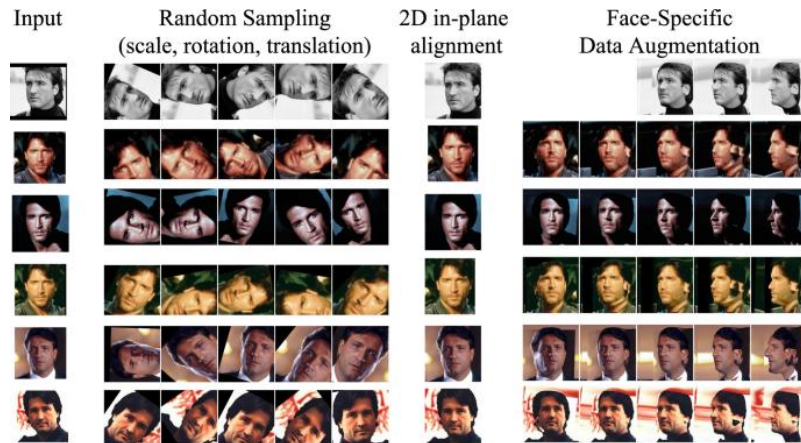 Input
Random Sampling
(scale, rotation, translation)
2D in-plane
alignment
Face-Specific
Data Augmentation